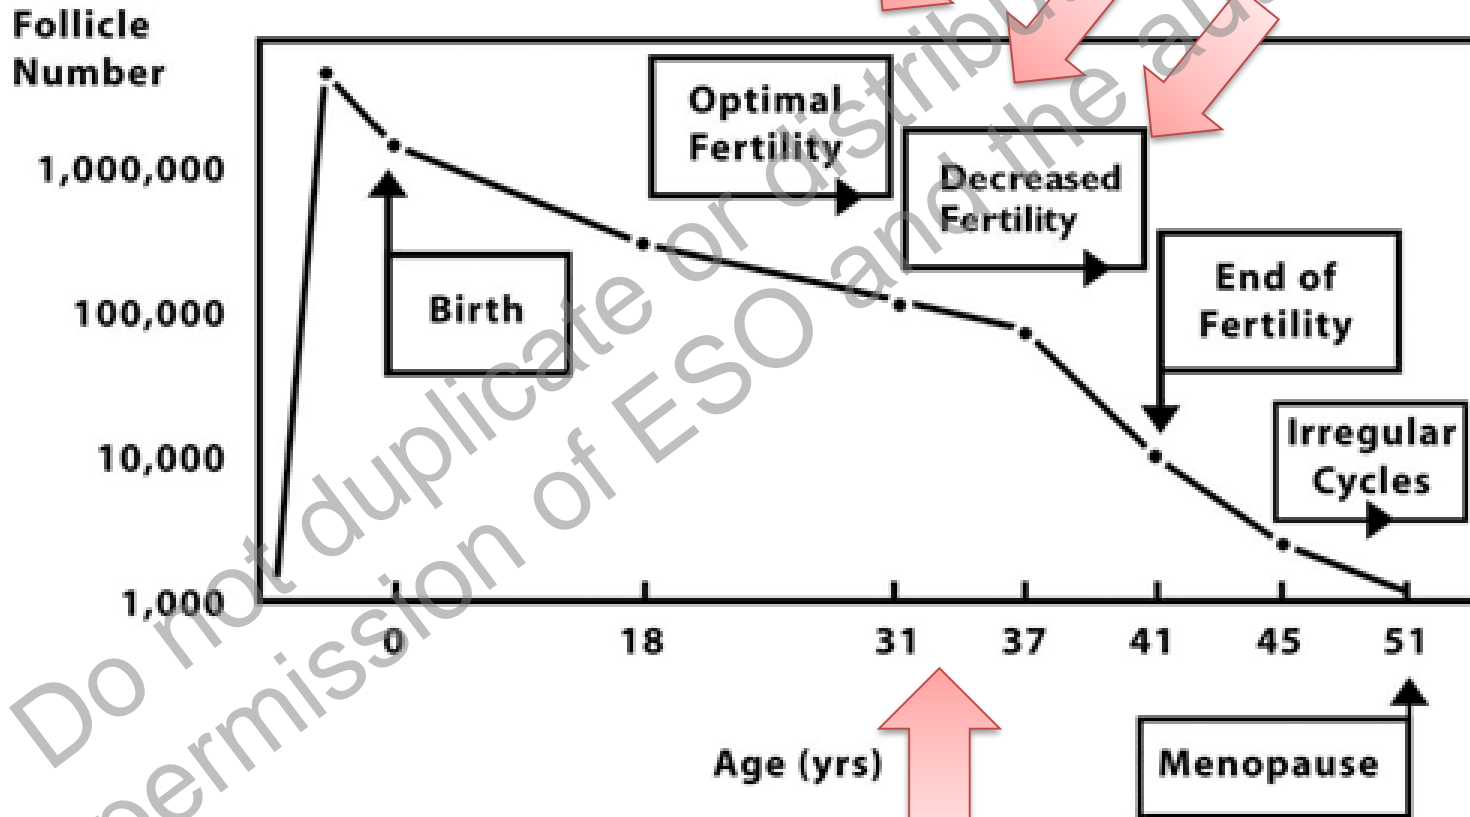 Follicle
Number
Optimal
Fertility
Decreased
Fertility
1,000,000
End of
Fertility
Birth
100,000
Irregular
Cycles
10,000
1,000
0 18 31 37 41 45 51
Age (yrs)
Menopause
Do not duplicate or distribu
permission of ESO and the au